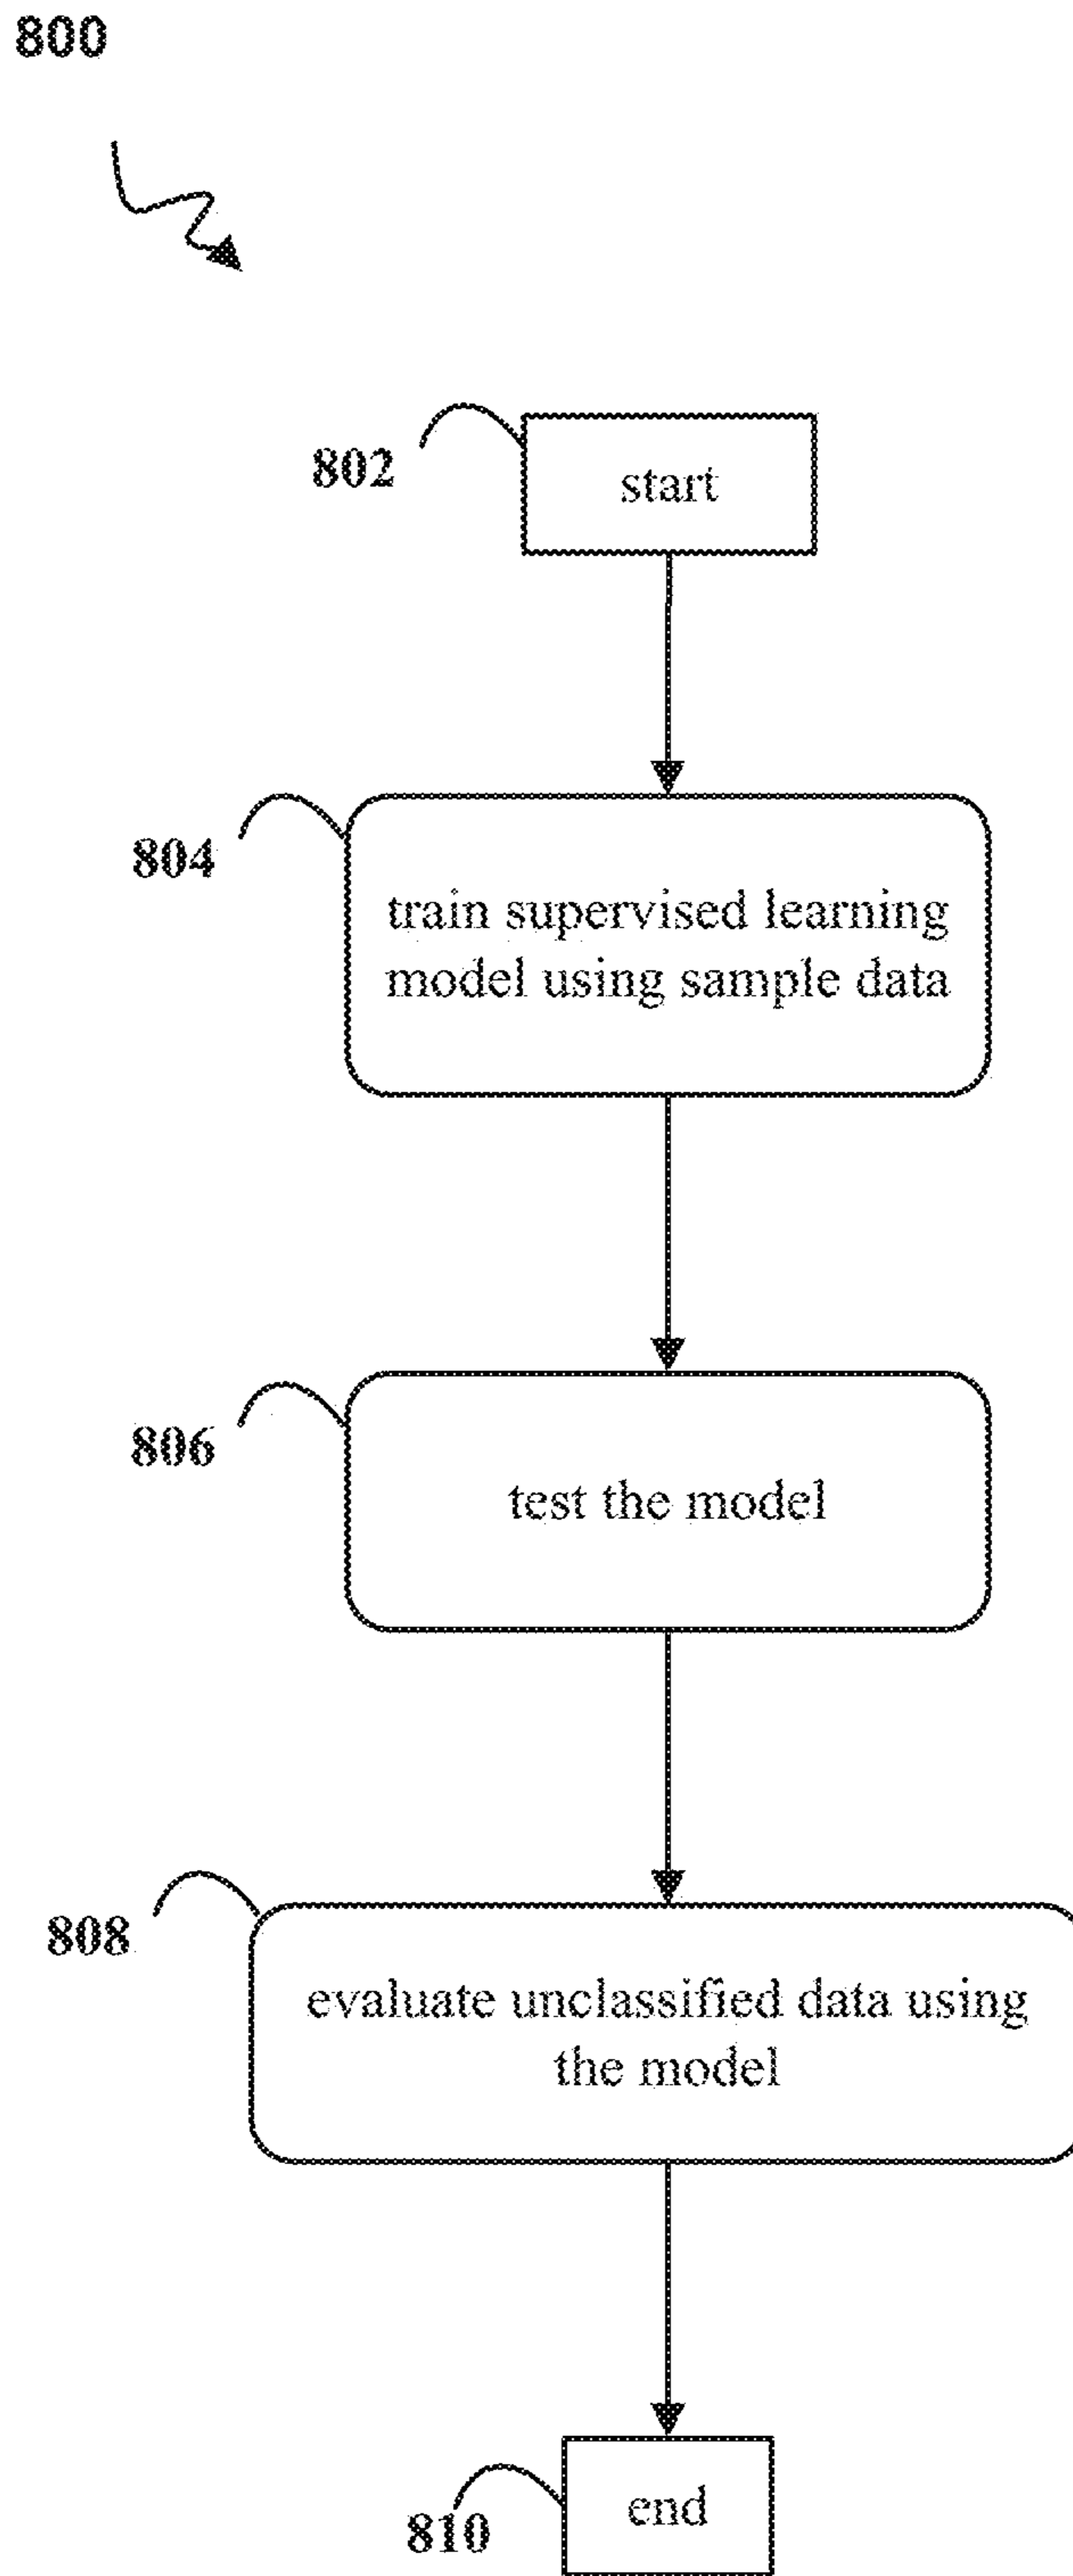 800
802
start
804
train supervised learning
model using sample data
806
test the model
808
evaluate unclassified data using
the model
810
end